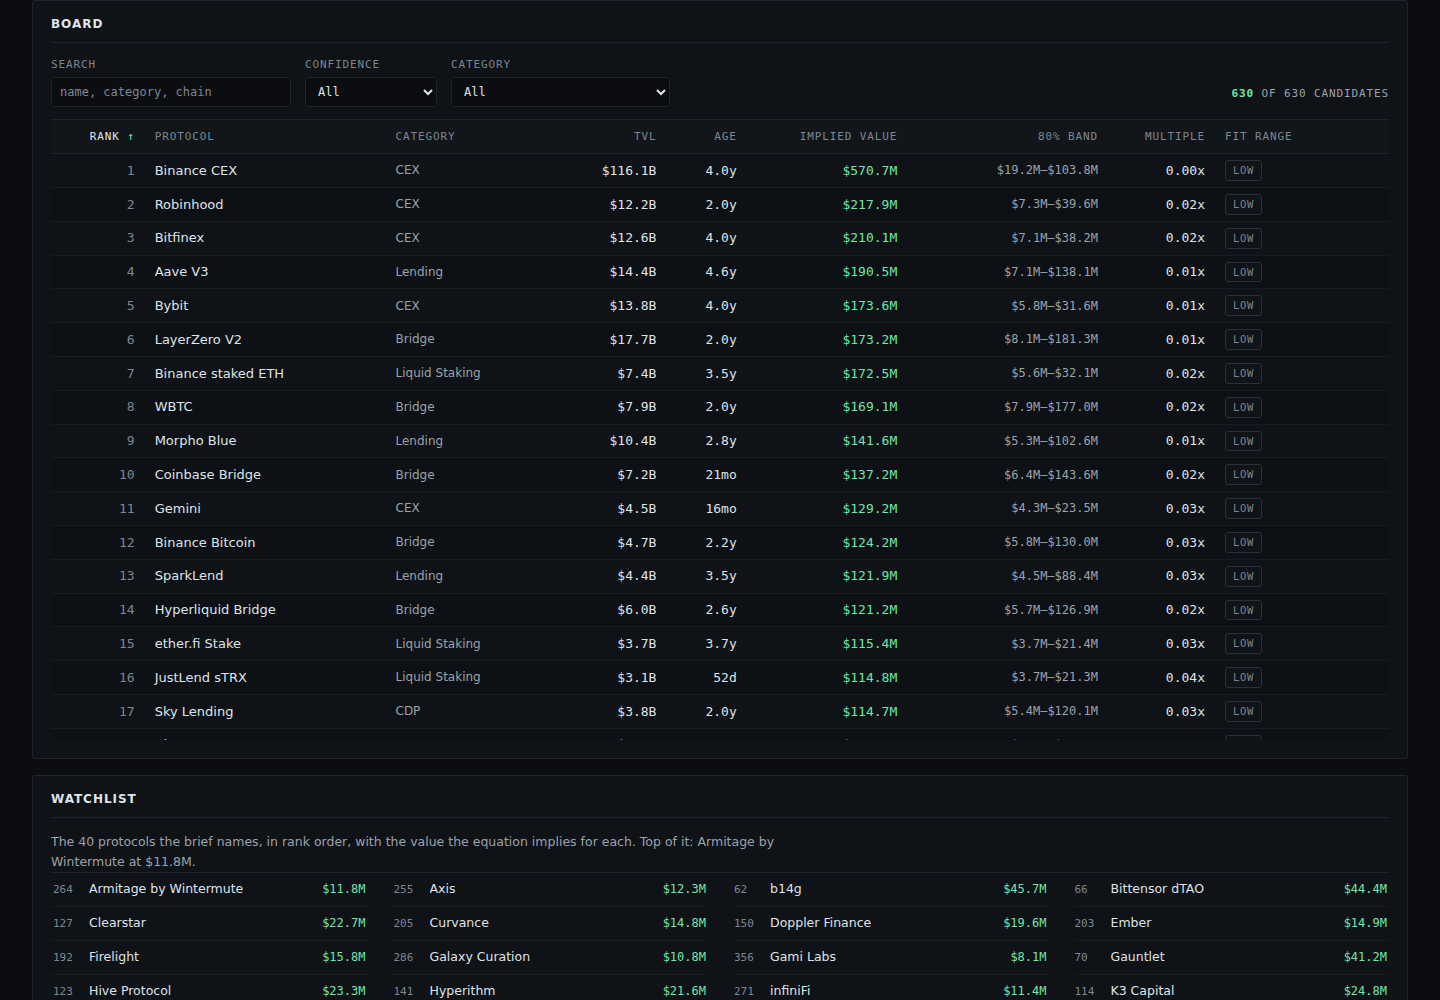 BOARD
SEARCH CONFIDENCE CATEGORY
name, category, chain All All 630 OF 630 CANDIDATES
RANK ↑ PROTOCOL CATEGORY TVL AGE IMPLIED VALUE 80% BAND MULTIPLE FIT RANGE
1 Binance CEX CEX $116.1B 4.0y $570.7M $19.2M–$103.8M 0.00x LOW
2 Robinhood CEX $12.2B 2.0y $217.9M $7.3M–$39.6M 0.02x LOW
3 Bitfinex CEX $12.6B 4.0y $210.1M $7.1M–$38.2M 0.02x LOW
4 Aave V3 Lending $14.4B 4.6y $190.5M $7.1M–$138.1M 0.01x LOW
5 Bybit CEX $13.8B 4.0y $173.6M $5.8M–$31.6M 0.01x LOW
6 LayerZero V2 Bridge $17.7B 2.0y $173.2M $8.1M–$181.3M 0.01x LOW
7 Binance staked ETH Liquid Staking $7.4B 3.5y $172.5M $5.6M–$32.1M 0.02x LOW
8 WBTC Bridge $7.9B 2.0y $169.1M $7.9M–$177.0M 0.02x LOW
9 Morpho Blue Lending $10.4B 2.8y $141.6M $5.3M–$102.6M 0.01x LOW
10 Coinbase Bridge Bridge $7.2B 21mo $137.2M $6.4M–$143.6M 0.02x LOW
11 Gemini CEX $4.5B 16mo $129.2M $4.3M–$23.5M 0.03x LOW
12 Binance Bitcoin Bridge $4.7B 2.2y $124.2M $5.8M–$130.0M 0.03x LOW
13 SparkLend Lending $4.4B 3.5y $121.9M $4.5M–$88.4M 0.03x LOW
14 Hyperliquid Bridge Bridge $6.0B 2.6y $121.2M $5.7M–$126.9M 0.02x LOW
15 ether.fi Stake Liquid Staking $3.7B 3.7y $115.4M $3.7M–$21.4M 0.03x LOW
16 JustLend sTRX Liquid Staking $3.1B 52d $114.8M $3.7M–$21.3M 0.04x LOW
17 Sky Lending CDP $3.8B 2.0y $114.7M $5.4M–$120.1M 0.03x LOW
WATCHLIST
The 40 protocols the brief names, in rank order, with the value the equation implies for each. Top of it: Armitage by
Wintermute at $11.8M.
264 Armitage by Wintermute $11.8M 255 Axis $12.3M 62 b14g $45.7M 66 Bittensor dTAO $44.4M
127 Clearstar $22.7M 205 Curvance $14.8M 150 Doppler Finance $19.6M 203 Ember $14.9M
192 Firelight $15.8M 286 Galaxy Curation $10.8M 356 Gami Labs $8.1M 70 Gauntlet $41.2M
123 Hive Protocol $23.3M 141 Hyperithm $21.6M 271 infiniFi $11.4M 114 K3 Capital $24.8M